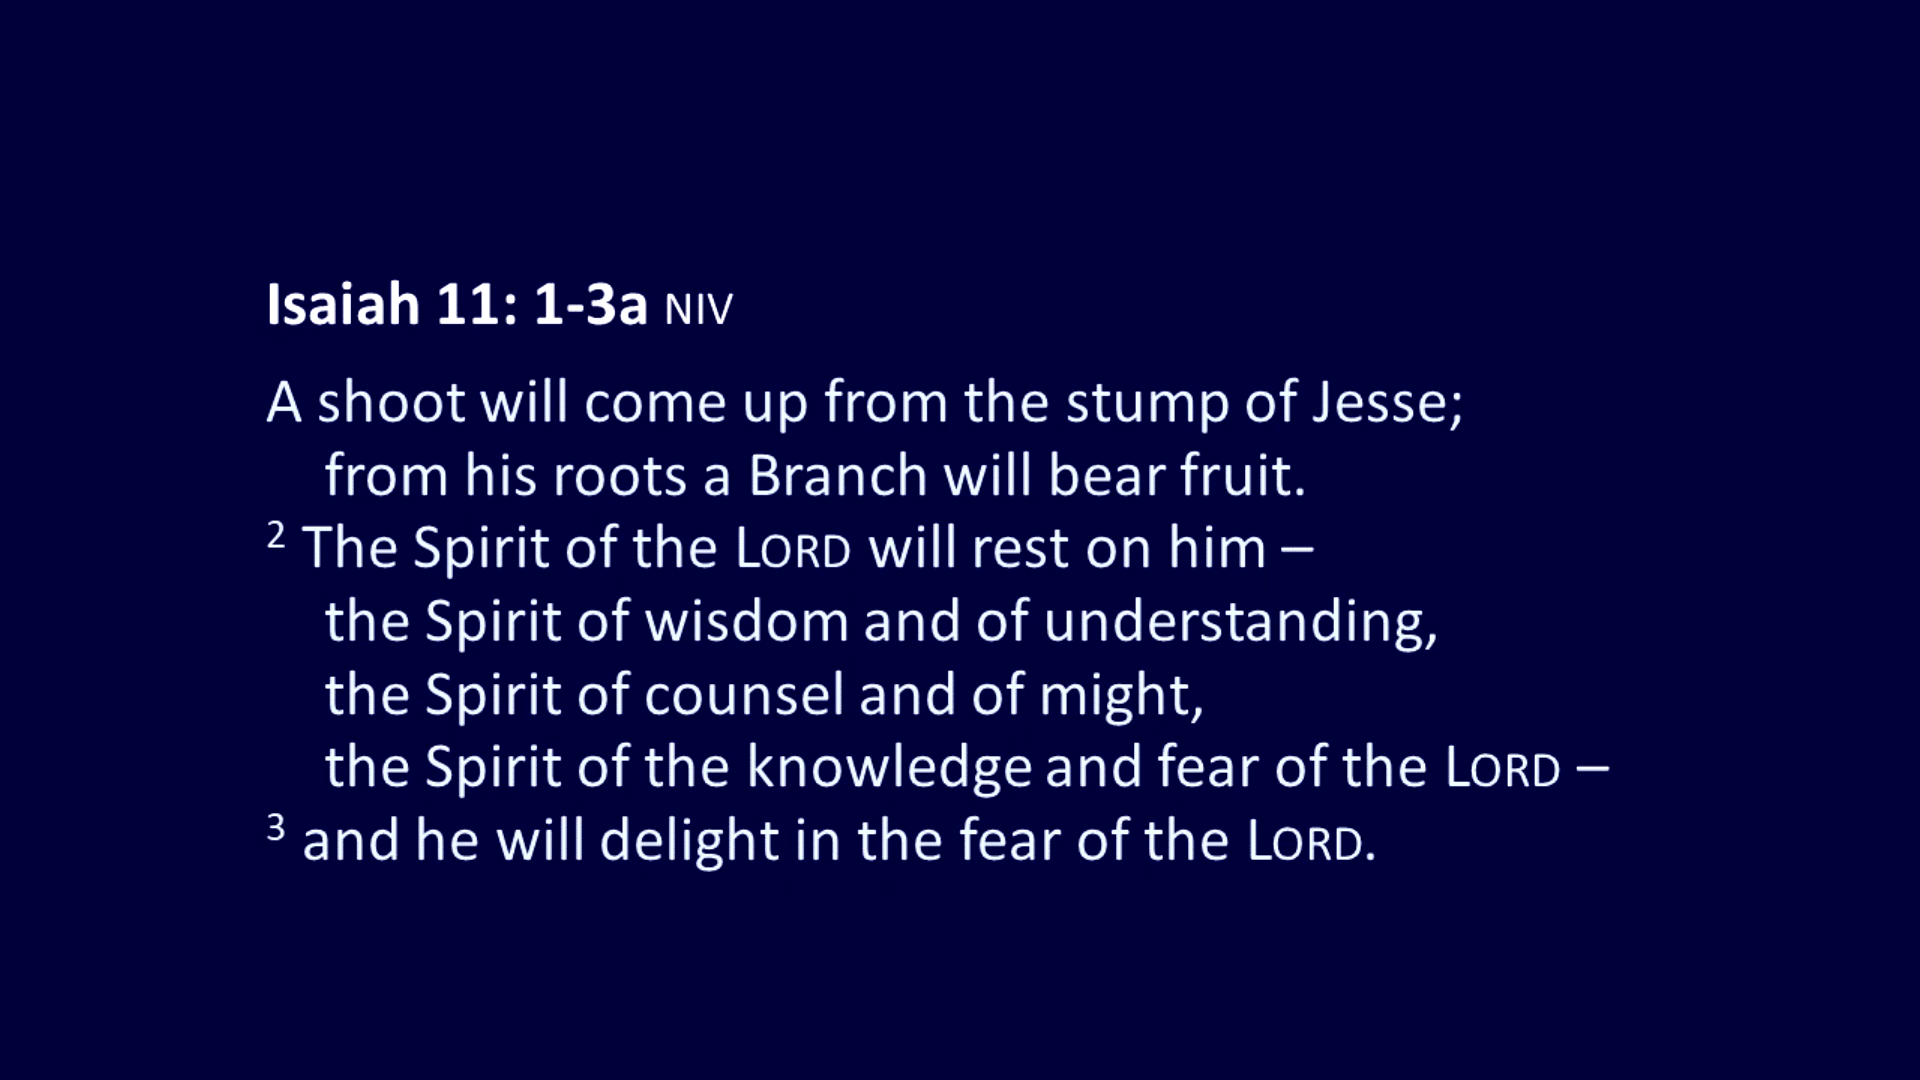 Isaiah 11: 1-3a NIV
A shoot will come up from the stump of Jesse;
from his roots a Branch will bear fruit.
2 The Spirit of the LORD will rest on him –
the Spirit of wisdom and of understanding,
the Spirit of counsel and of might,
the Spirit of the knowledge and fear of the LORD –
3 and he will delight in the fear of the LORD.